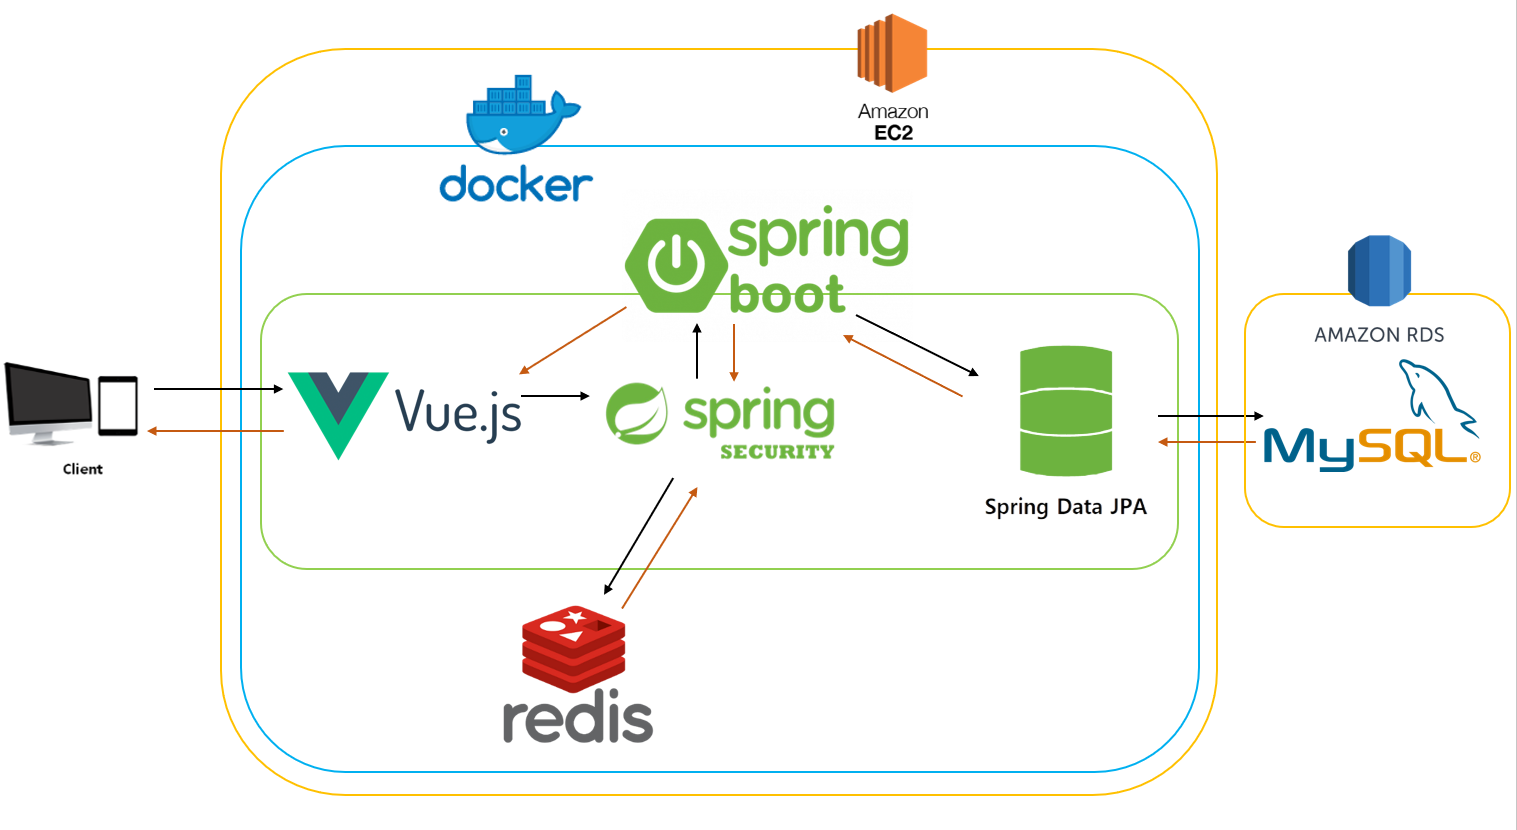 Amazon
EC2
docker
spring
boot
AMAZON RDS
Vue.js
spring
SECURITY
MySQL®
Client
Spring Data JPA
redis